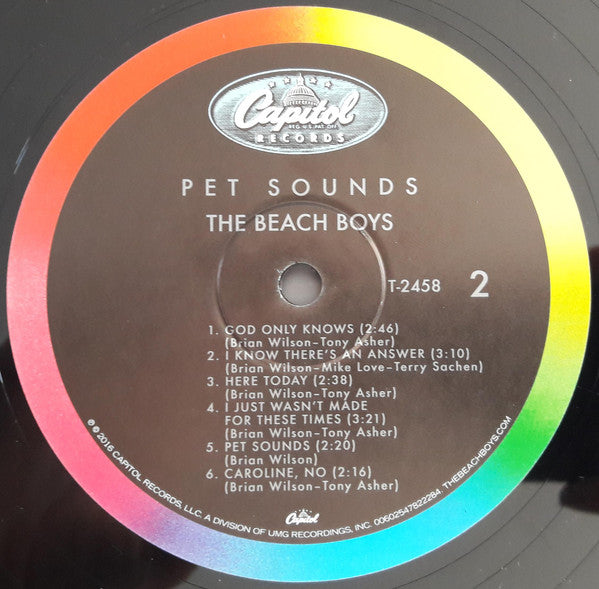 Capitol
REG. U.S. PAT. OFF.
RECORDS
PET SOUNDS
THE BEACH BOYS
T-2458 2
1. GOD ONLY KNOWS (2:46)
(Brian Wilson–Tony Asher)
2. I KNOW THERE'S AN ANSWER (3:10)
(Brian Wilson–Mike Love–Terry Sachen)
3. HERE TODAY (2:38)
(Brian Wilson–Tony Asher)
4. I JUST WASN'T MADE
FOR THESE TIMES (3:21)
(Brian Wilson–Tony Asher)
5. PET SOUNDS (2:20)
(Brian Wilson)
6. CAROLINE, NO (2:16)
(Brian Wilson–Tony Asher)
Capitol
℗ © 2016 CAPITOL RECORDS, LLC. A DIVISION OF UMG RECORDINGS, INC. 00602547822284. THEBEACHBOYS.COM